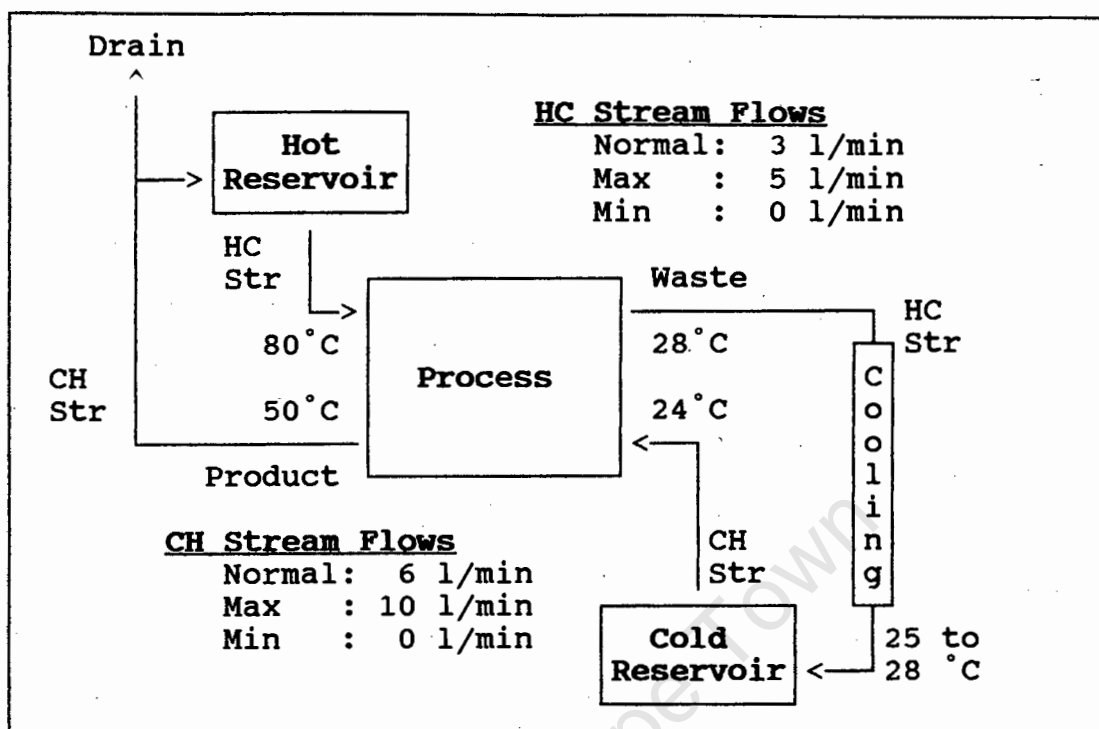 Drain
Hot
Reservoir
HC Stream Flows
Normal: 3 l/min
Max : 5 l/min
Min : 0 l/min
HC
Str
80°C
Process
Waste
28°C
HC
Str
Cooling
CH
Str
50°C
24°C
Product
CH Stream Flows
Normal: 6 l/min
Max : 10 l/min
Min : 0 l/min
CH
Str
Cold
Reservoir
25 to
28 °C
pe Town